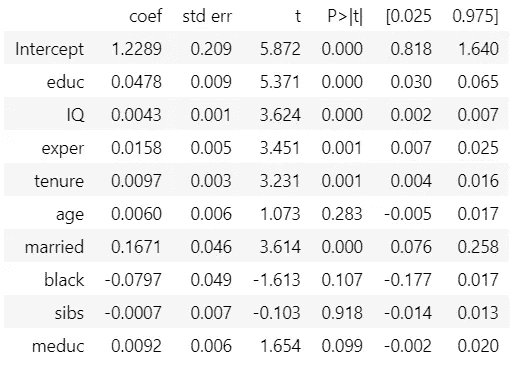 coef std err t P>|t| [0.025 0.975]
Intercept 1.2289 0.209 5.872 0.000 0.818 1.640
educ 0.0478 0.009 5.371 0.000 0.030 0.065
IQ 0.0043 0.001 3.624 0.000 0.002 0.007
exper 0.0158 0.005 3.451 0.001 0.007 0.025
tenure 0.0097 0.003 3.231 0.001 0.004 0.016
age 0.0060 0.006 1.073 0.283 -0.005 0.017
married 0.1671 0.046 3.614 0.000 0.076 0.258
black -0.0797 0.049 -1.613 0.107 -0.177 0.017
sibs -0.0007 0.007 -0.103 0.918 -0.014 0.013
meduc 0.0092 0.006 1.654 0.099 -0.002 0.020